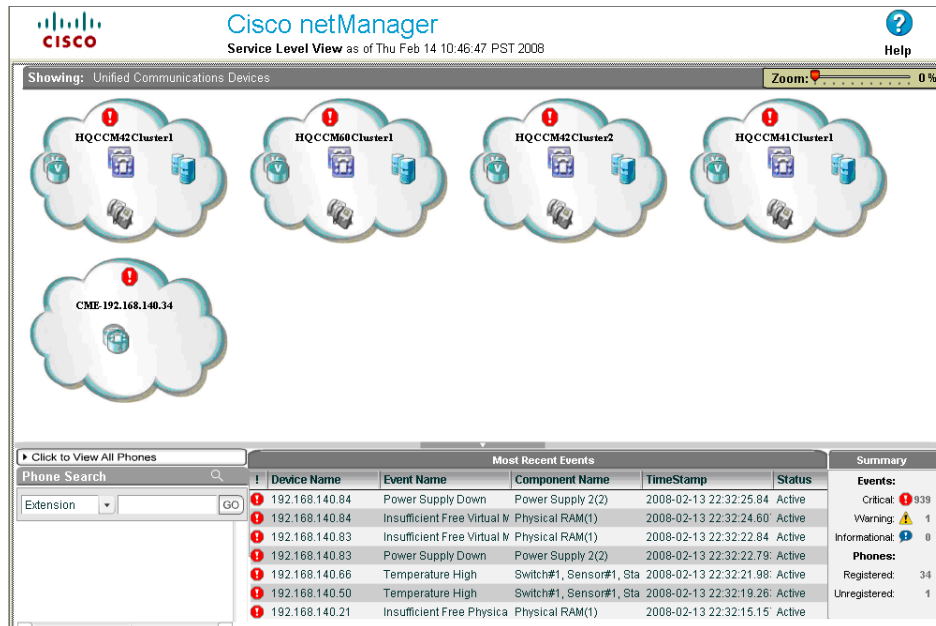 CISCO
Cisco netManager
Service Level View as of Thu Feb 14 10:46:47 PST 2008
Help
Showing: Unified Communications Devices
Zoom: 0 %
HQCCM42Cluster1
HQCCM60Cluster1
HQCCM42Cluster2
HQCCM41Cluster1
V
V
V
V
CME-192.168.140.34
Click to View All Phones
Phone Search
Extension GO
Most Recent Events
! Device Name Event Name Component Name TimeStamp Status
192.168.140.84 Power Supply Down Power Supply 2(2) 2008-02-13 22:32:25.84 Active
192.168.140.84 Insufficient Free Virtual Physical RAM(1) 2008-02-13 22:32:24.60 Active
192.168.140.83 Insufficient Free Virtual Physical RAM(1) 2008-02-13 22:32:22.84 Active
192.168.140.83 Power Supply Down Power Supply 2(2) 2008-02-13 22:32:22.79 Active
192.168.140.66 Temperature High Switch#1, Sensor#1, Sta 2008-02-13 22:32:21.98 Active
192.168.140.50 Temperature High Switch#1, Sensor#1, Sta 2008-02-13 22:32:19.26 Active
192.168.140.21 Insufficient Free Physica Physical RAM(1) 2008-02-13 22:32:15.15 Active
Summary
Events:
Critical: 939
Warning: 1
Informational: 0
Phones:
Registered: 34
Unregistered: 1